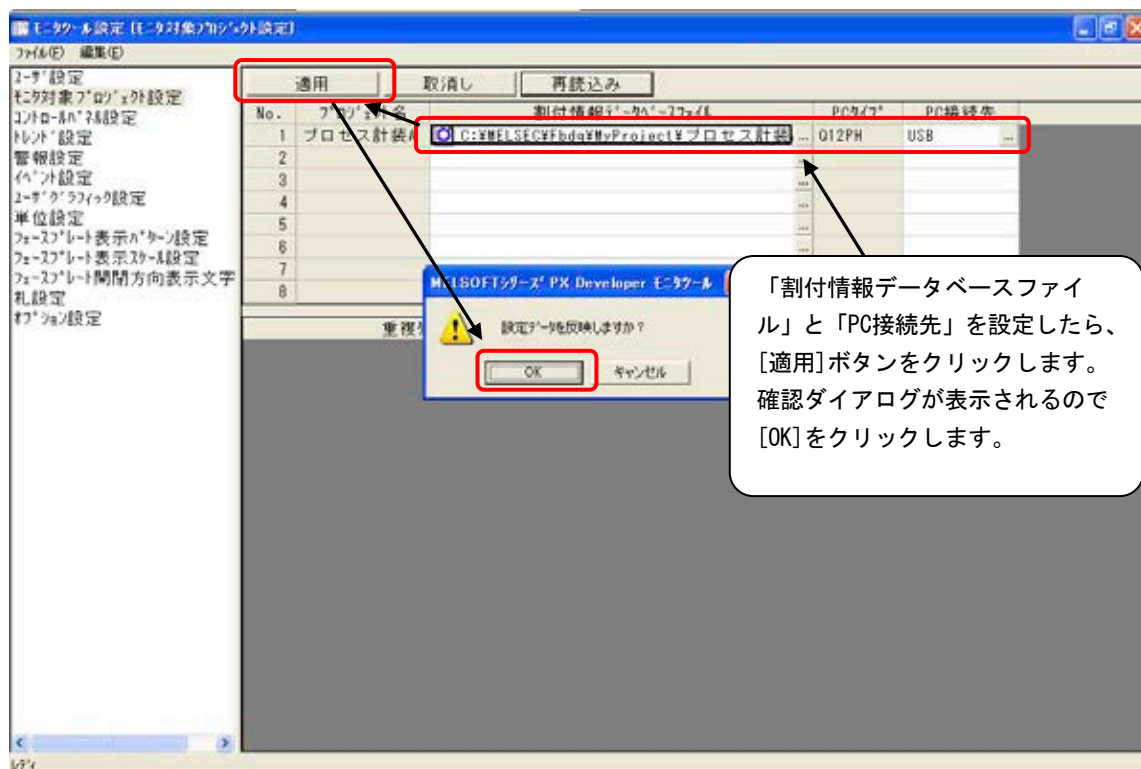 モニタツール設定 [モニタ対象プロジェクト設定]
ファイル(F) 編集(E)
ユーザ設定
モニタ対象プロジェクト設定
コントロールパネル設定
トレンド設定
警報設定
イベント設定
ユーザグラフィック設定
単位設定
フェースプレート表示パターン設定
フェースプレート表示スケール設定
フェースプレート開閉方向表示文字
札設定
オプション設定
適用 取消し 再読込み
No. プロジェクト名 割付情報データベースファイル PCタイプ PC接続先
1 プロセス計装 C:¥MELSEC¥Fbdq¥MyProject¥プロセス計装 ... Q12PH USB ...
2 ...
3 ...
4 ...
5 ...
6 ...
7
8
重複
MELSOFTシリーズ PX Developer モニタツール
設定データを反映しますか?
OK キャンセル
「割付情報データベースファイ
ル」と「PC接続先」を設定したら、
[適用]ボタンをクリックします。
確認ダイアログが表示されるので
[OK]をクリックします。
レディ